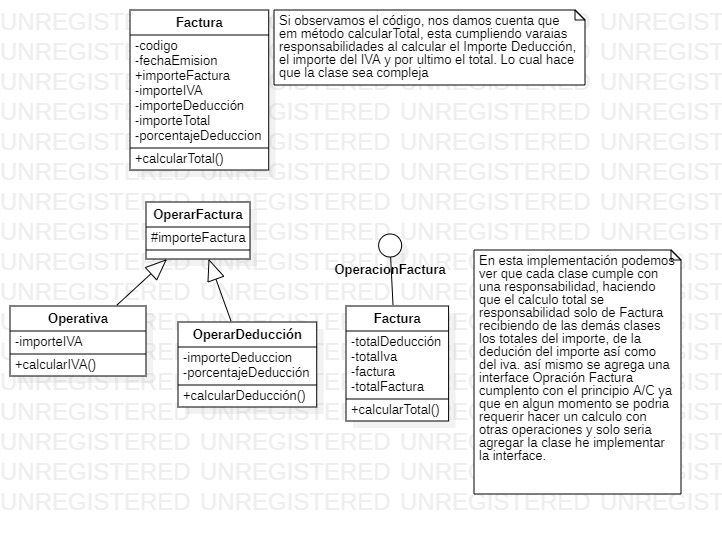 Factura
-codigo
-fechaEmision
+importeFactura
-importeIVA
-importeDeducción
-importeTotal
-porcentajeDeduccion
+calcularTotal()
Si observamos el código, nos damos cuenta que
em método calcularTotal, esta cumpliendo varaias
responsabilidades al calcular el Importe Deducción,
el importe del IVA y por ultimo el total. Lo cual hace
que la clase sea compleja
OperarFactura
#importeFactura
Operativa
-importeIVA
+calcularIVA()
OperarDeducción
-importeDeduccion
-porcentajeDeducción
+calcularDeducción()
OperacionFactura
Factura
-totalDeducción
-totalIva
-factura
-totalFactura
+calcularTotal()
En esta implementación podemos
ver que cada clase cumple con
una responsabilidad, haciendo
que el calculo total se
responsabilidad solo de Factura
recibiendo de las demás clases
los totales del importe, de la
dedución del importe así como
del iva. así mismo se agrega una
interface Opración Factura
cumplento con el principio A/C ya
que en algun momento se podria
requerir hacer un calculo con
otras operaciones y solo seria
agregar la clase he implementar
la interface.
UNREGISTERED UNREGISTERED UNREGISTERED UNREGIST